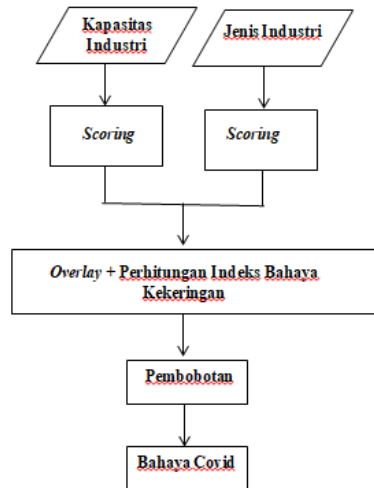 Kapasitas
Industri
Jenis Industri
Scoring
Scoring
Overlay + Perhitungan Indeks Bahaya
Kekeringan
Pembobotan
Bahaya Covid